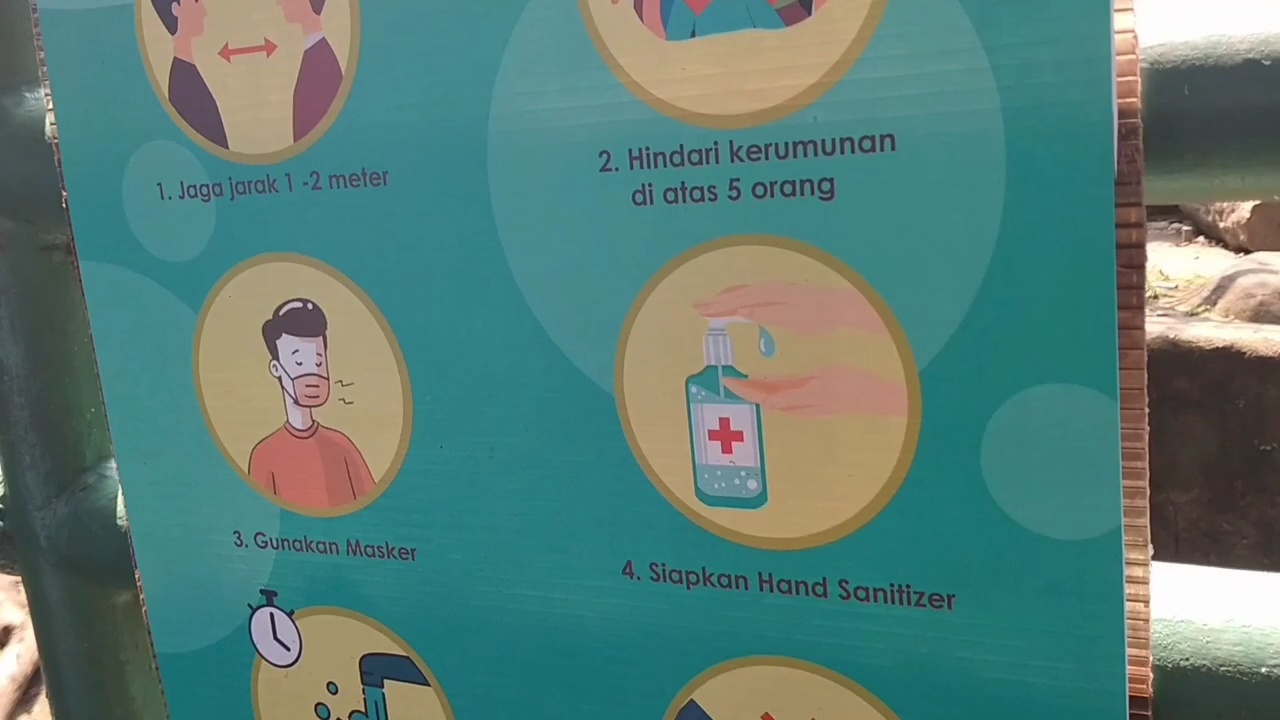 1. Jaga jarak 1 -2 meter
2. Hindari kerumunan
di atas 5 orang
3. Gunakan Masker
4. Siapkan Hand Sanitizer